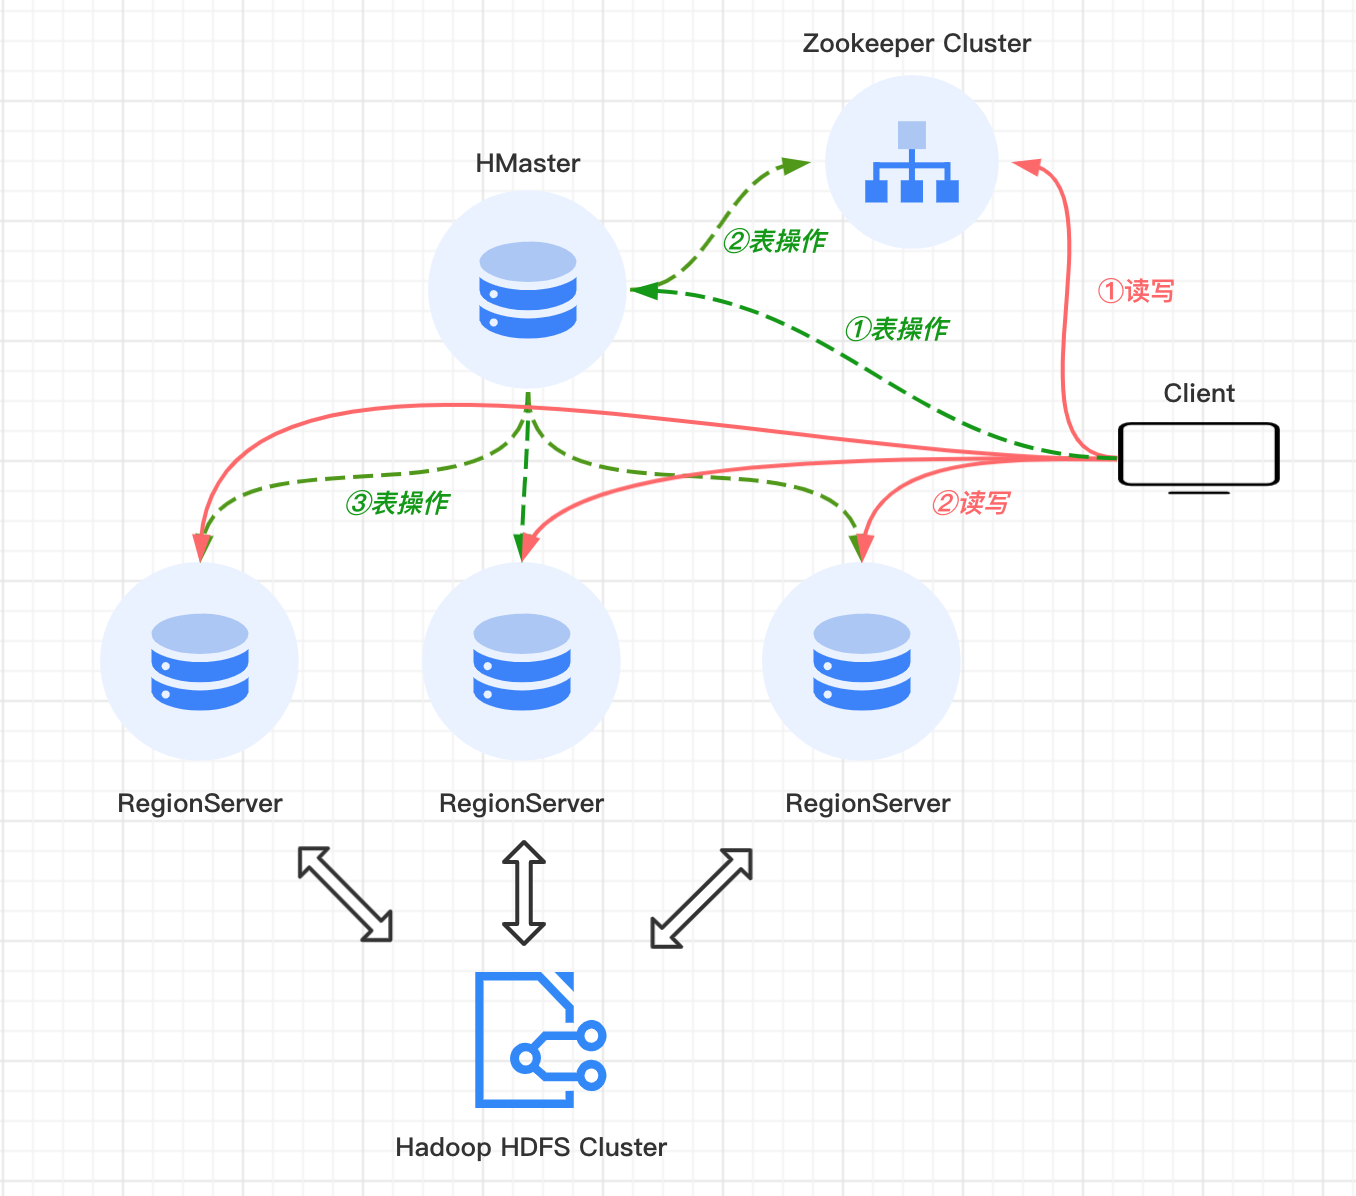 Zookeeper Cluster
HMaster
②表操作
①读写
①表操作
Client
③表操作
②读写
RegionServer
RegionServer
RegionServer
Hadoop HDFS Cluster